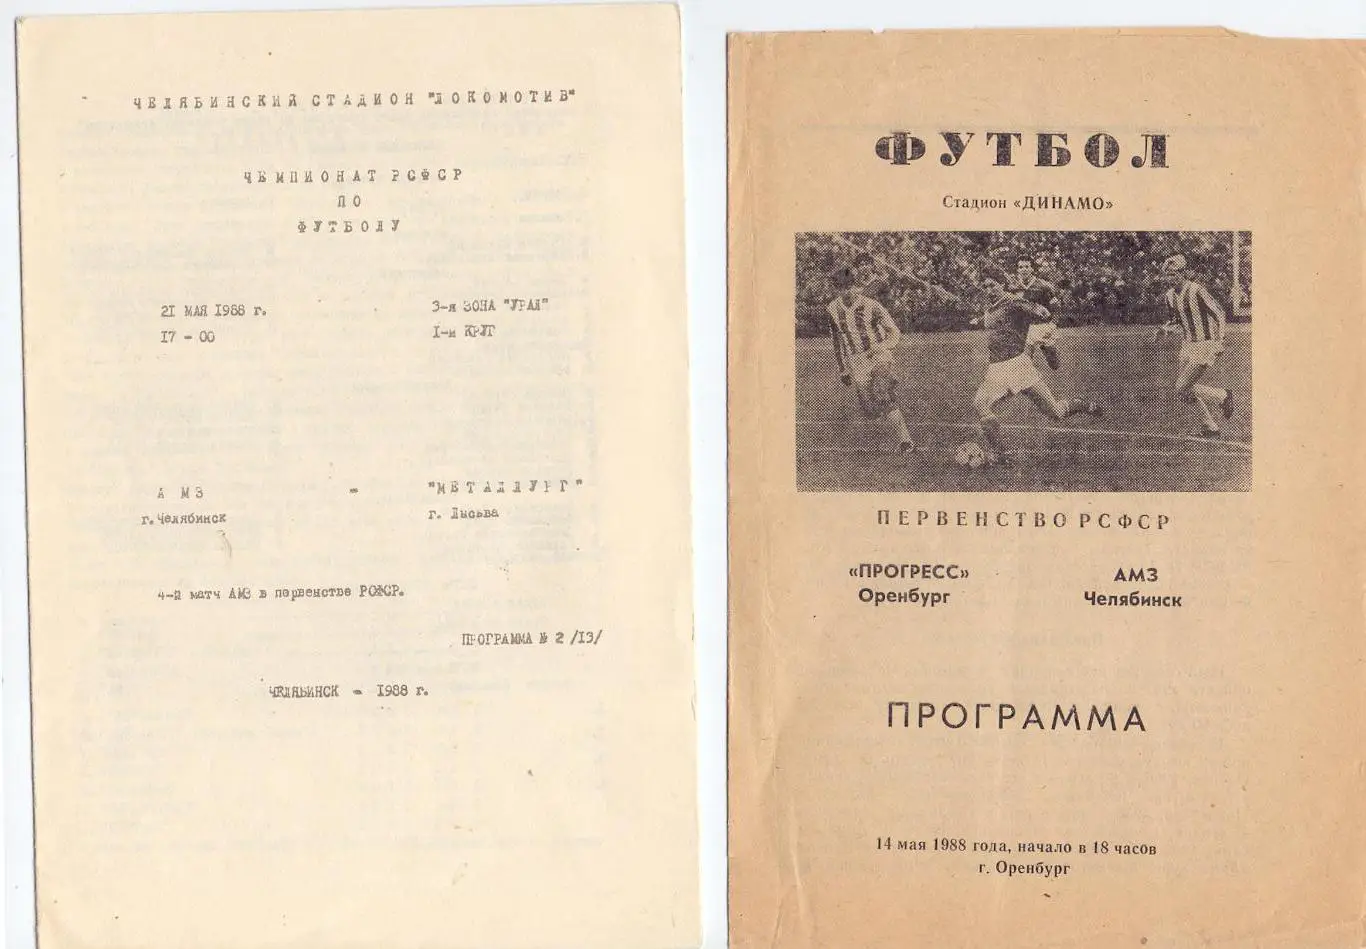 ЧЕЛЯБИНСКИЙ СТАДИОН "ЛОКОМОТИВ"
ЧЕМПИОНАТ РСФСР
ПО
ФУТБОЛУ
21 МАЯ 1988 г.
17 - 00
3-я ЗОНА "УРАЛ"
I-й КРУГ
АМЗ - "МЕТАЛЛУРГ"
г.Челябинск г. Лысьва
4-й матч АМЗ в первенстве РСФСР.
ПРОГРАММА № 2 /13/
ЧЕЛЯБИНСК - 1988 г.
ФУТБОЛ
Стадион «ДИНАМО»
ПЕРВЕНСТВО РСФСР
«ПРОГРЕСС»
Оренбург
АМЗ
Челябинск
ПРОГРАММА
14 мая 1988 года, начало в 18 часов
г. Оренбург